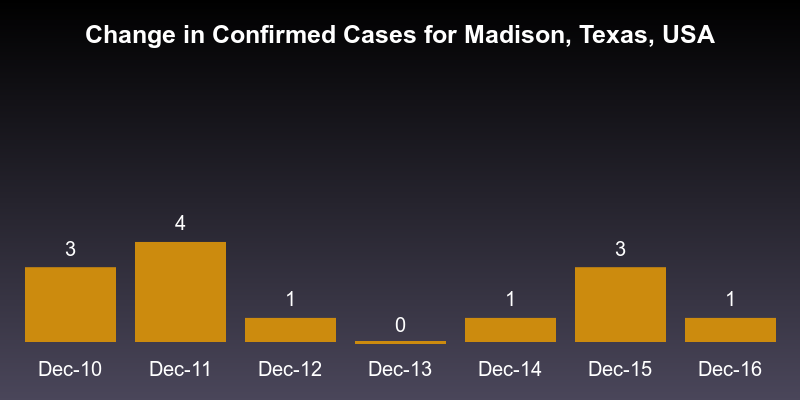 Change in Confirmed Cases for Madison, Texas, USA
3
4
1
0
1
3
1
Dec-10
Dec-11
Dec-12
Dec-13
Dec-14
Dec-15
Dec-16